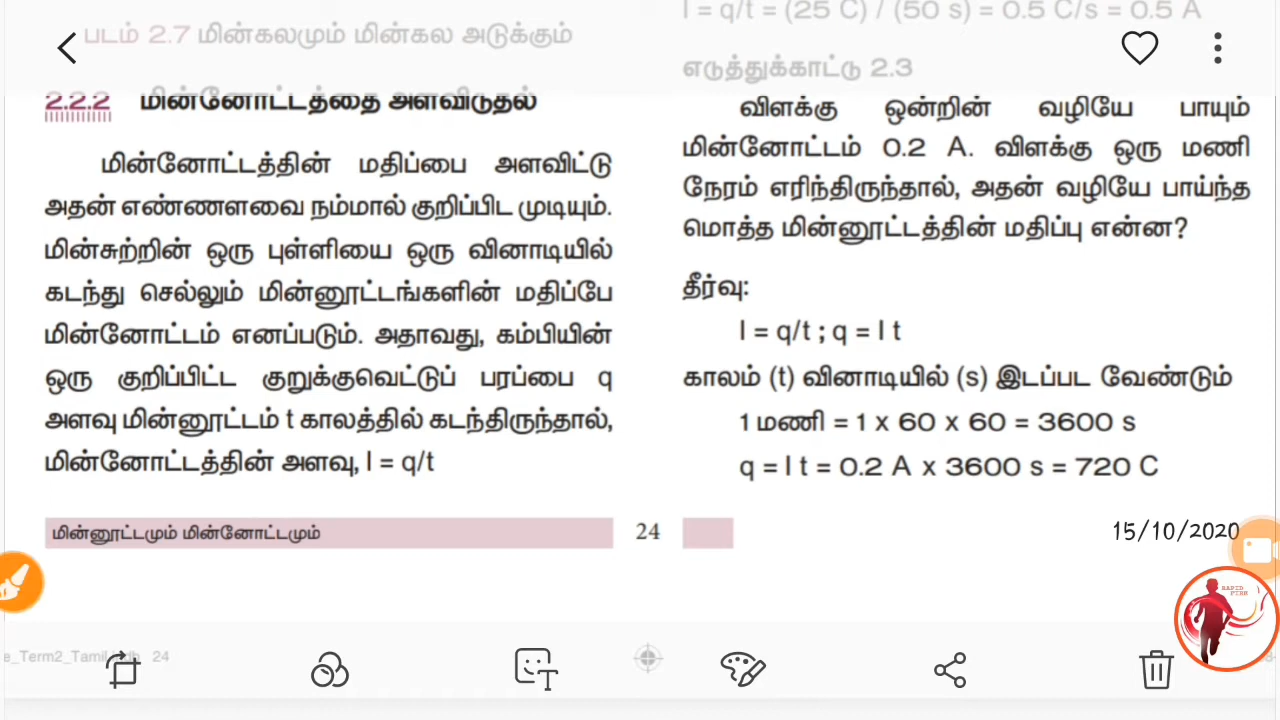 படம் 2.7 மின்கலமும் மின்கல அடுக்கும்
2.2.2 மின்னோட்டத்தை அளவிடுதல்
மின்னோட்டத்தின் மதிப்பை அளவிட்டு
அதன் எண்ணளவை நம்மால் குறிப்பிட முடியும்.
மின்சுற்றின் ஒரு புள்ளியை ஒரு வினாடியில்
கடந்து செல்லும் மின்னூட்டங்களின் மதிப்பே
மின்னோட்டம் எனப்படும். அதாவது, கம்பியின்
ஒரு குறிப்பிட்ட குறுக்குவெட்டுப் பரப்பை q
அளவு மின்னூட்டம் t காலத்தில் கடந்திருந்தால்,
மின்னோட்டத்தின் அளவு, I = q/t
மின்னூட்டமும் மின்னோட்டமும்
24
I = q/t = (25 C) / (50 s) = 0.5 C/s = 0.5 A
எடுத்துக்காட்டு 2.3
விளக்கு ஒன்றின் வழியே பாயும்
மின்னோட்டம் 0.2 A. விளக்கு ஒரு மணி
நேரம் எரிந்திருந்தால், அதன் வழியே பாய்ந்த
மொத்த மின்னூட்டத்தின் மதிப்பு என்ன?
தீர்வு:
I = q/t ; q = I t
காலம் (t) வினாடியில் (s) இடப்பட வேண்டும்
1 மணி = 1 x 60 x 60 = 3600 s
q = I t = 0.2 A x 3600 s = 720 C
15/10/2020
RAPID
e_Term2_Tamil.indb 24